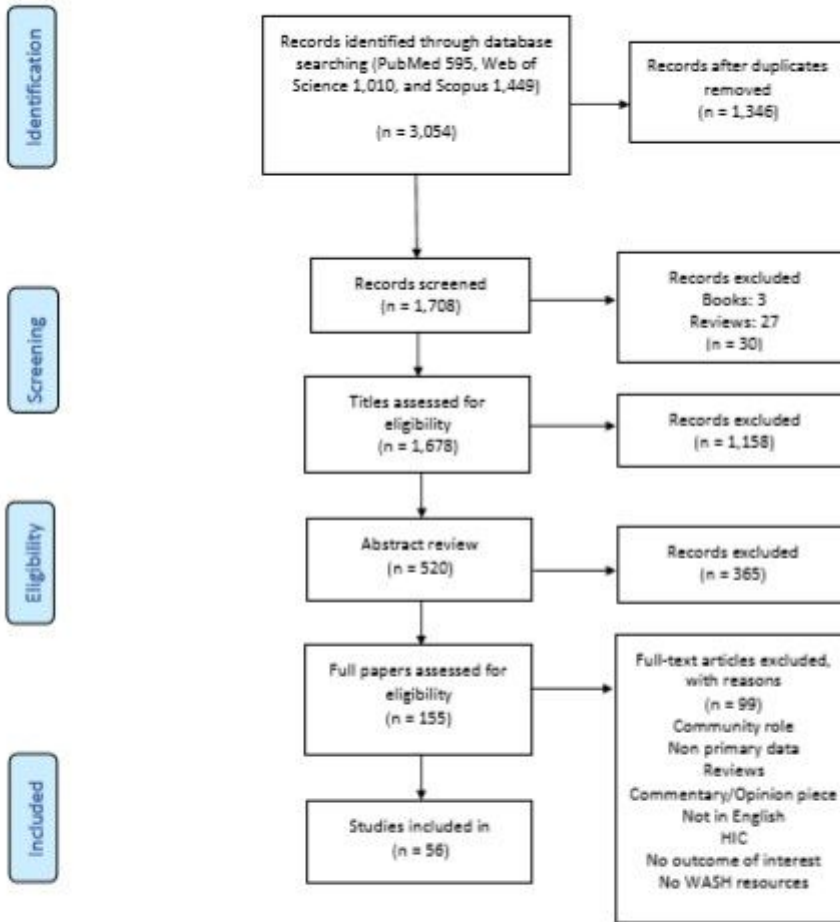 Identification
Records identified through database
searching (PubMed 595, Web of
Science 1,010, and Scopus 1,449)
(n = 3,054)
Records after duplicates
removed
(n = 1,346)
Screening
Records screened
(n = 1,708)
Records excluded
Books: 3
Reviews: 27
(n = 30)
Titles assessed for
eligibility
(n = 1,678)
Records excluded
(n = 1,158)
Eligibility
Abstract review
(n = 520)
Records excluded
(n = 365)
Full papers assessed for
eligibility
(n = 155)
Full-text articles excluded,
with reasons
(n = 99)
Community role
Non primary data
Reviews
Commentary/Opinion piece
Not in English
HIC
No outcome of interest
No WASH resources
Included
Studies included in
(n = 56)